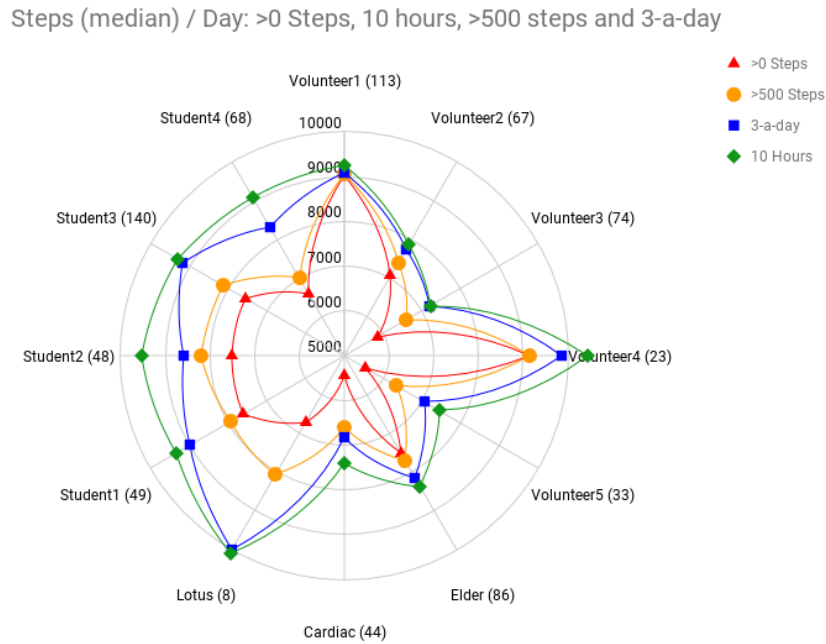 Steps (median) / Day: >0 Steps, 10 hours, >500 steps and 3-a-day
>0 Steps
>500 Steps
3-a-day
10 Hours
Volunteer1 (113)
Volunteer2 (67)
Volunteer3 (74)
Volunteer4 (23)
Volunteer5 (33)
Elder (86)
Cardiac (44)
Lotus (8)
Student1 (49)
Student2 (48)
Student3 (140)
Student4 (68)
10000
9000
8000
7000
6000
5000